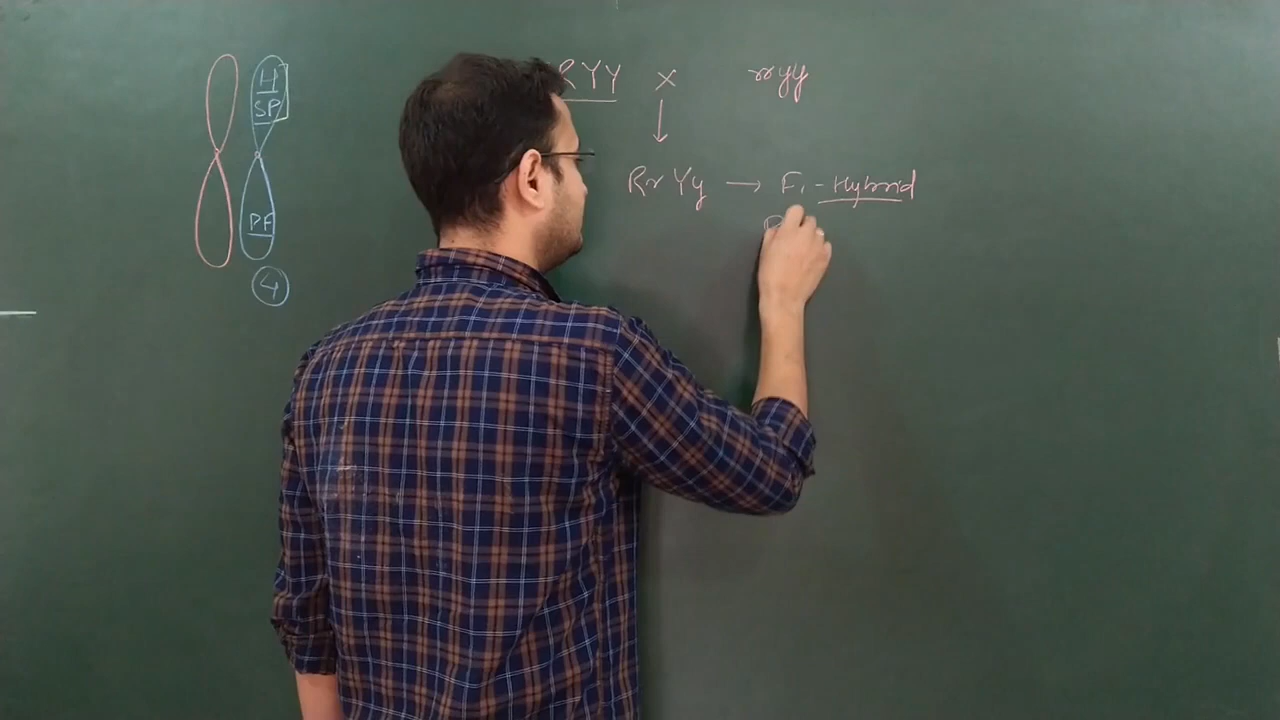 H
SP
PF
4
RYY × rryy
↓
RrYy → F1 - Hybrid